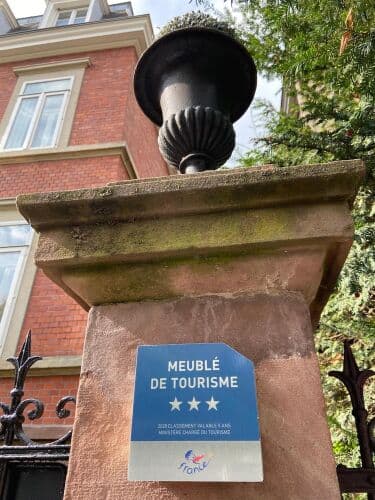 MEUBLÉ
DE TOURISME
★★★
2020 CLASSEMENT VALABLE 5 ANS
MINISTÈRE CHARGÉ DU TOURISME
france